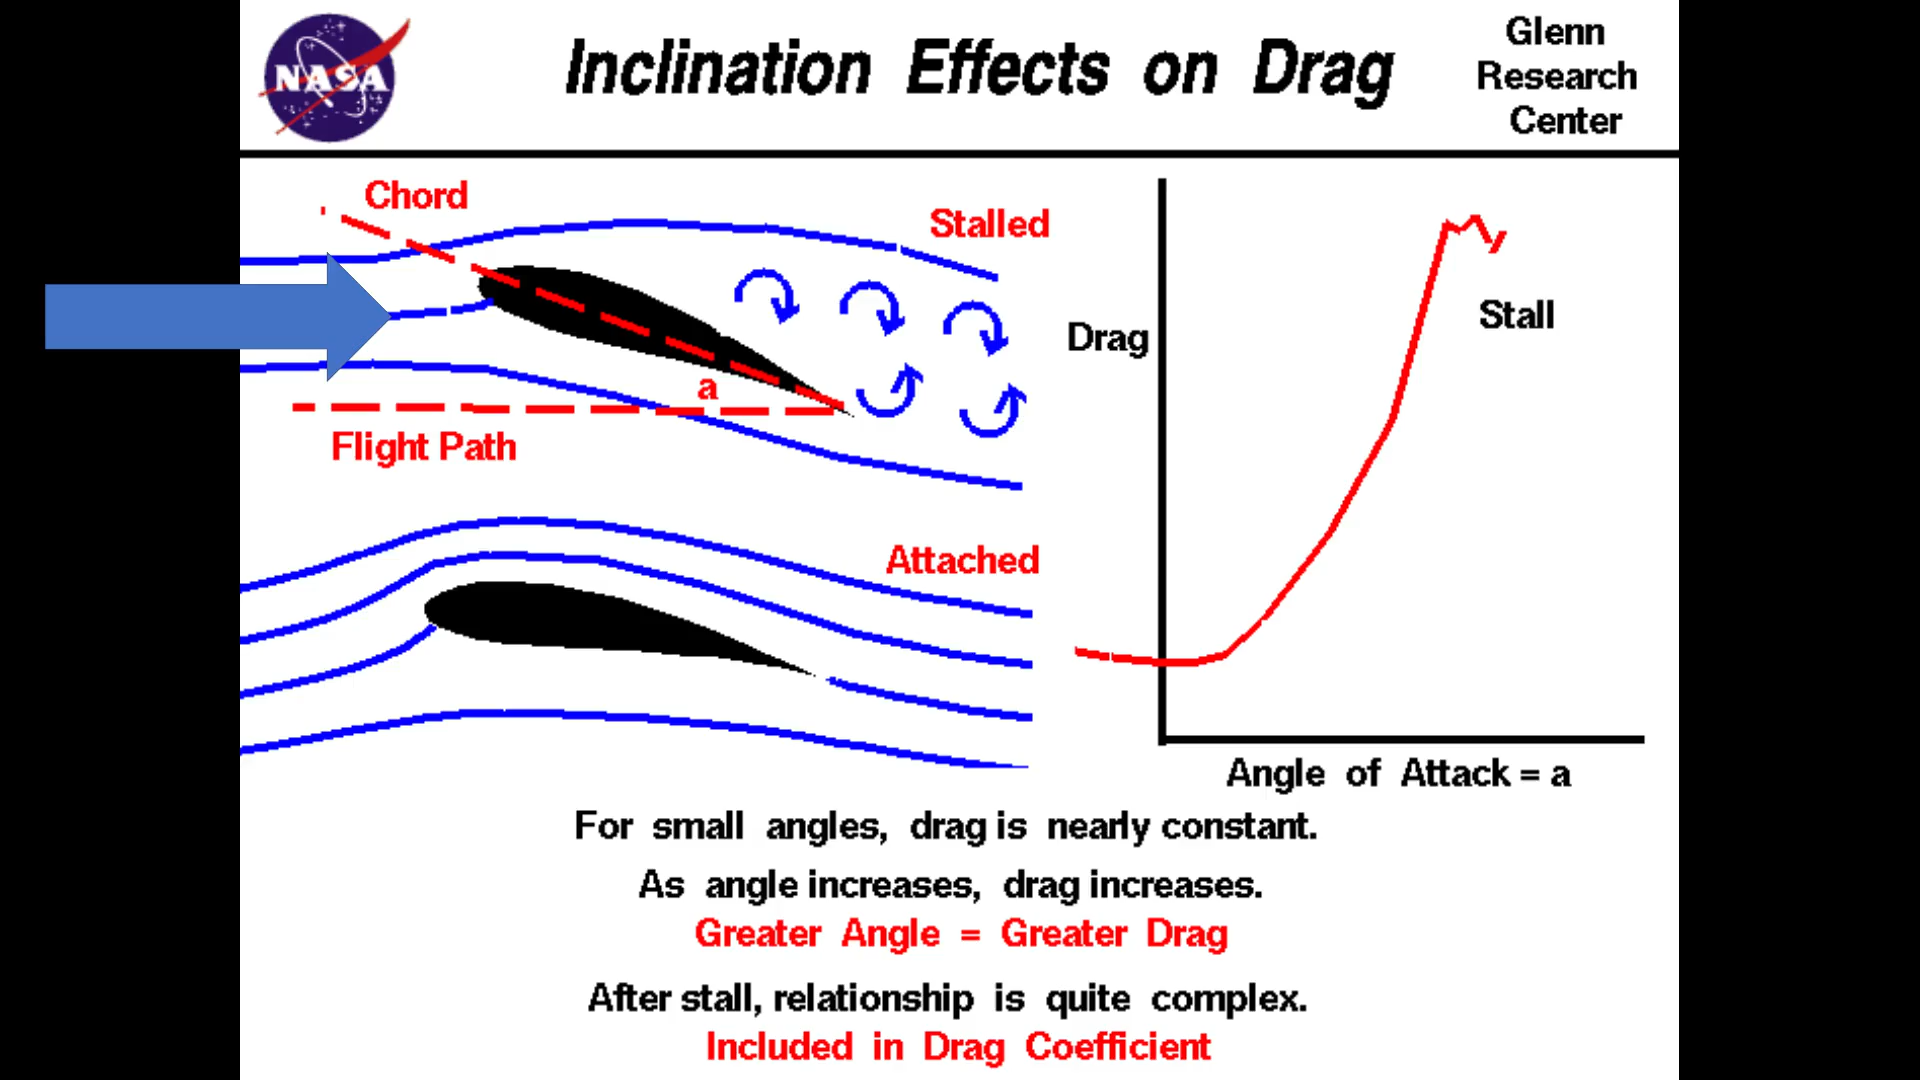 NASA
Inclination Effects on Drag
Glenn
Research
Center
Chord
Stalled
a
Flight Path
Attached
Drag
Stall
Angle of Attack = a
For small angles, drag is nearly constant.
As angle increases, drag increases.
Greater Angle = Greater Drag
After stall, relationship is quite complex.
Included in Drag Coefficient